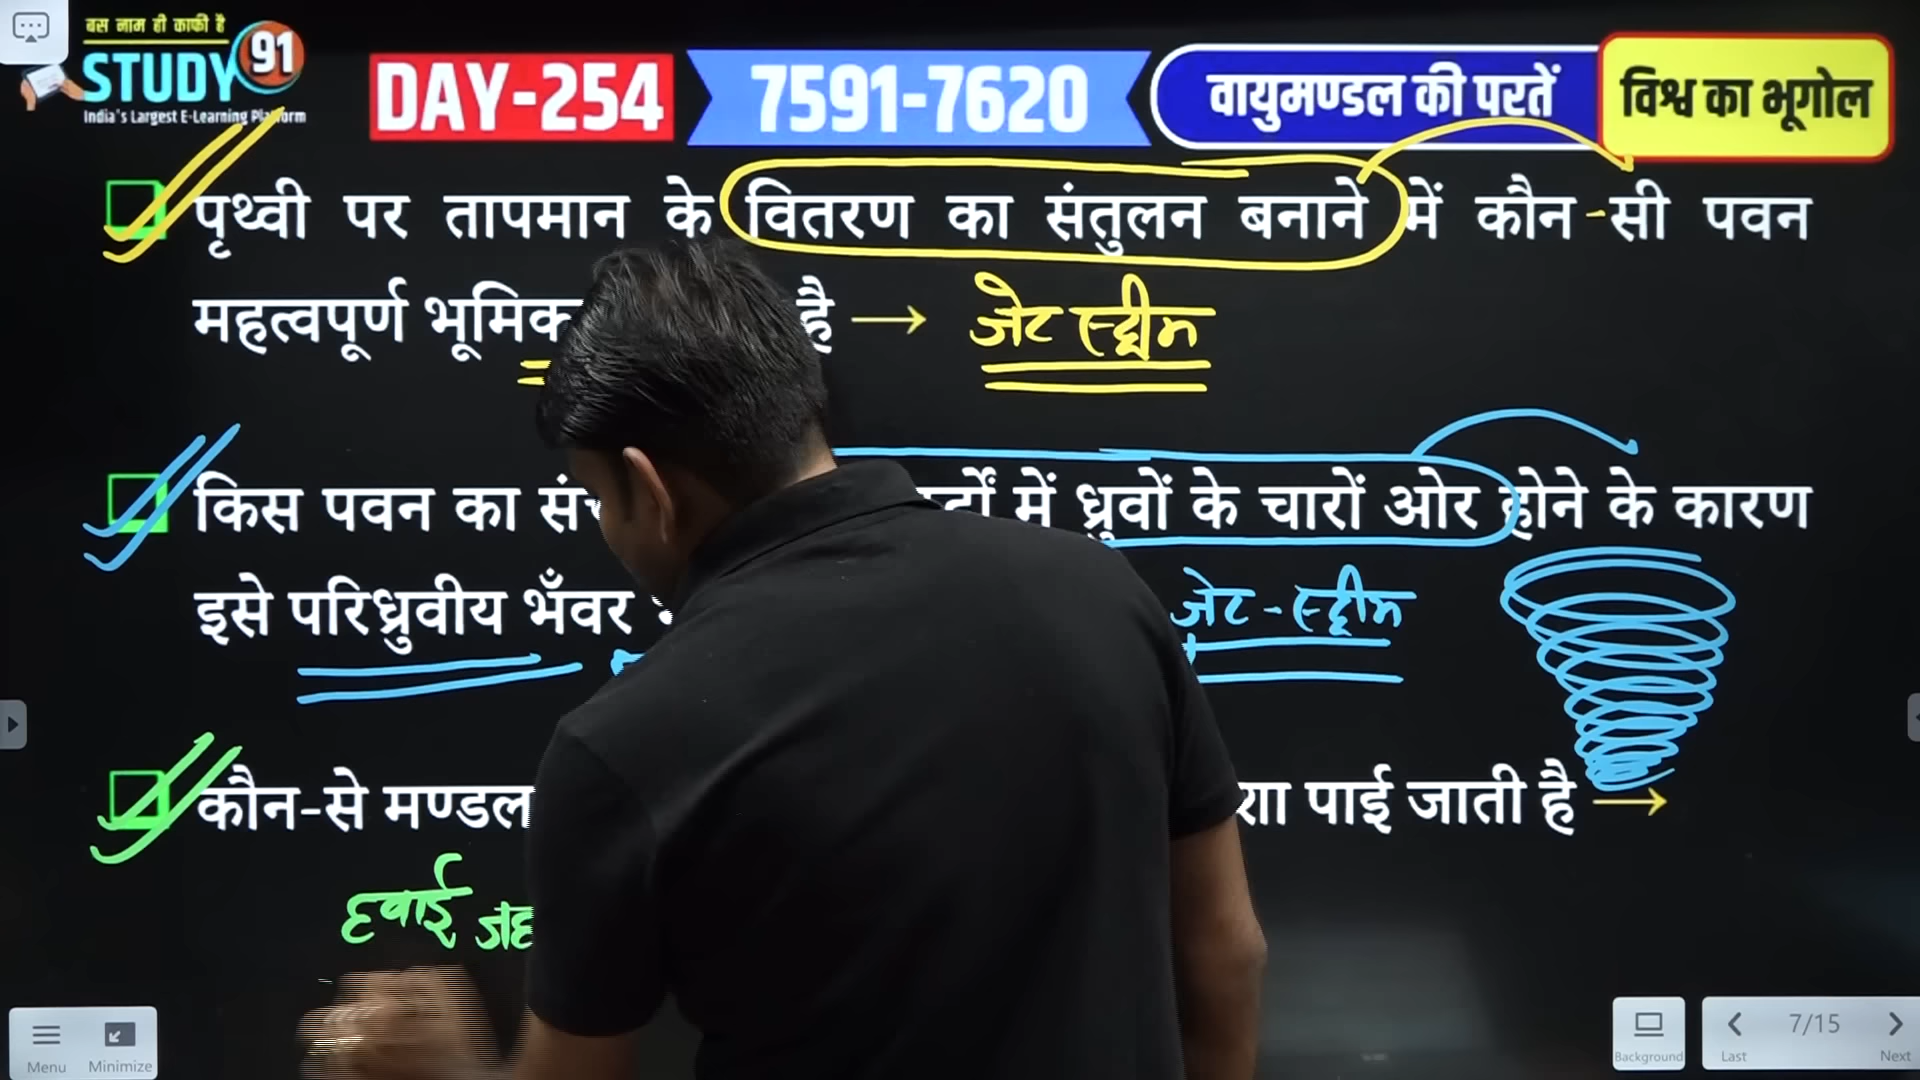 बस नाम ही काफी है
STUDY 91
India's Largest E-Learning Platform
DAY-254
7591-7620
वायुमण्डल की परतें
विश्व का भूगोल
पृथ्वी पर तापमान के वितरण का संतुलन बनाने में कौन-सी पवन
महत्वपूर्ण है → जेट स्ट्रीम
किस पवन का में ध्रुवों के चारों ओर होने के कारण
इसे परिध्रुवीय भँवर जेट-स्ट्रीम
कौन-से मण्डल पाई जाती है →
हवाई
Menu
Minimize
Background
7/15
Last
Next